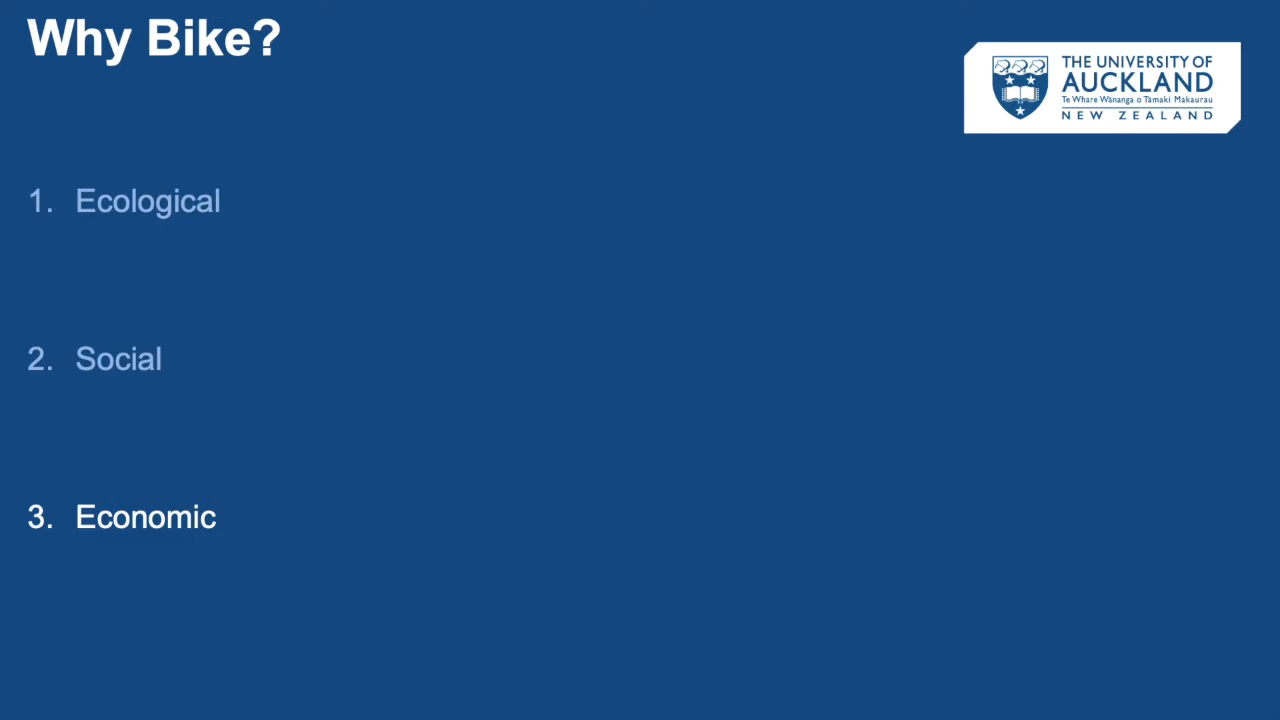 Why Bike?
THE UNIVERSITY OF
AUCKLAND
Te Whare Wānanga o Tāmaki Makaurau
NEW ZEALAND
1. Ecological
2. Social
3. Economic